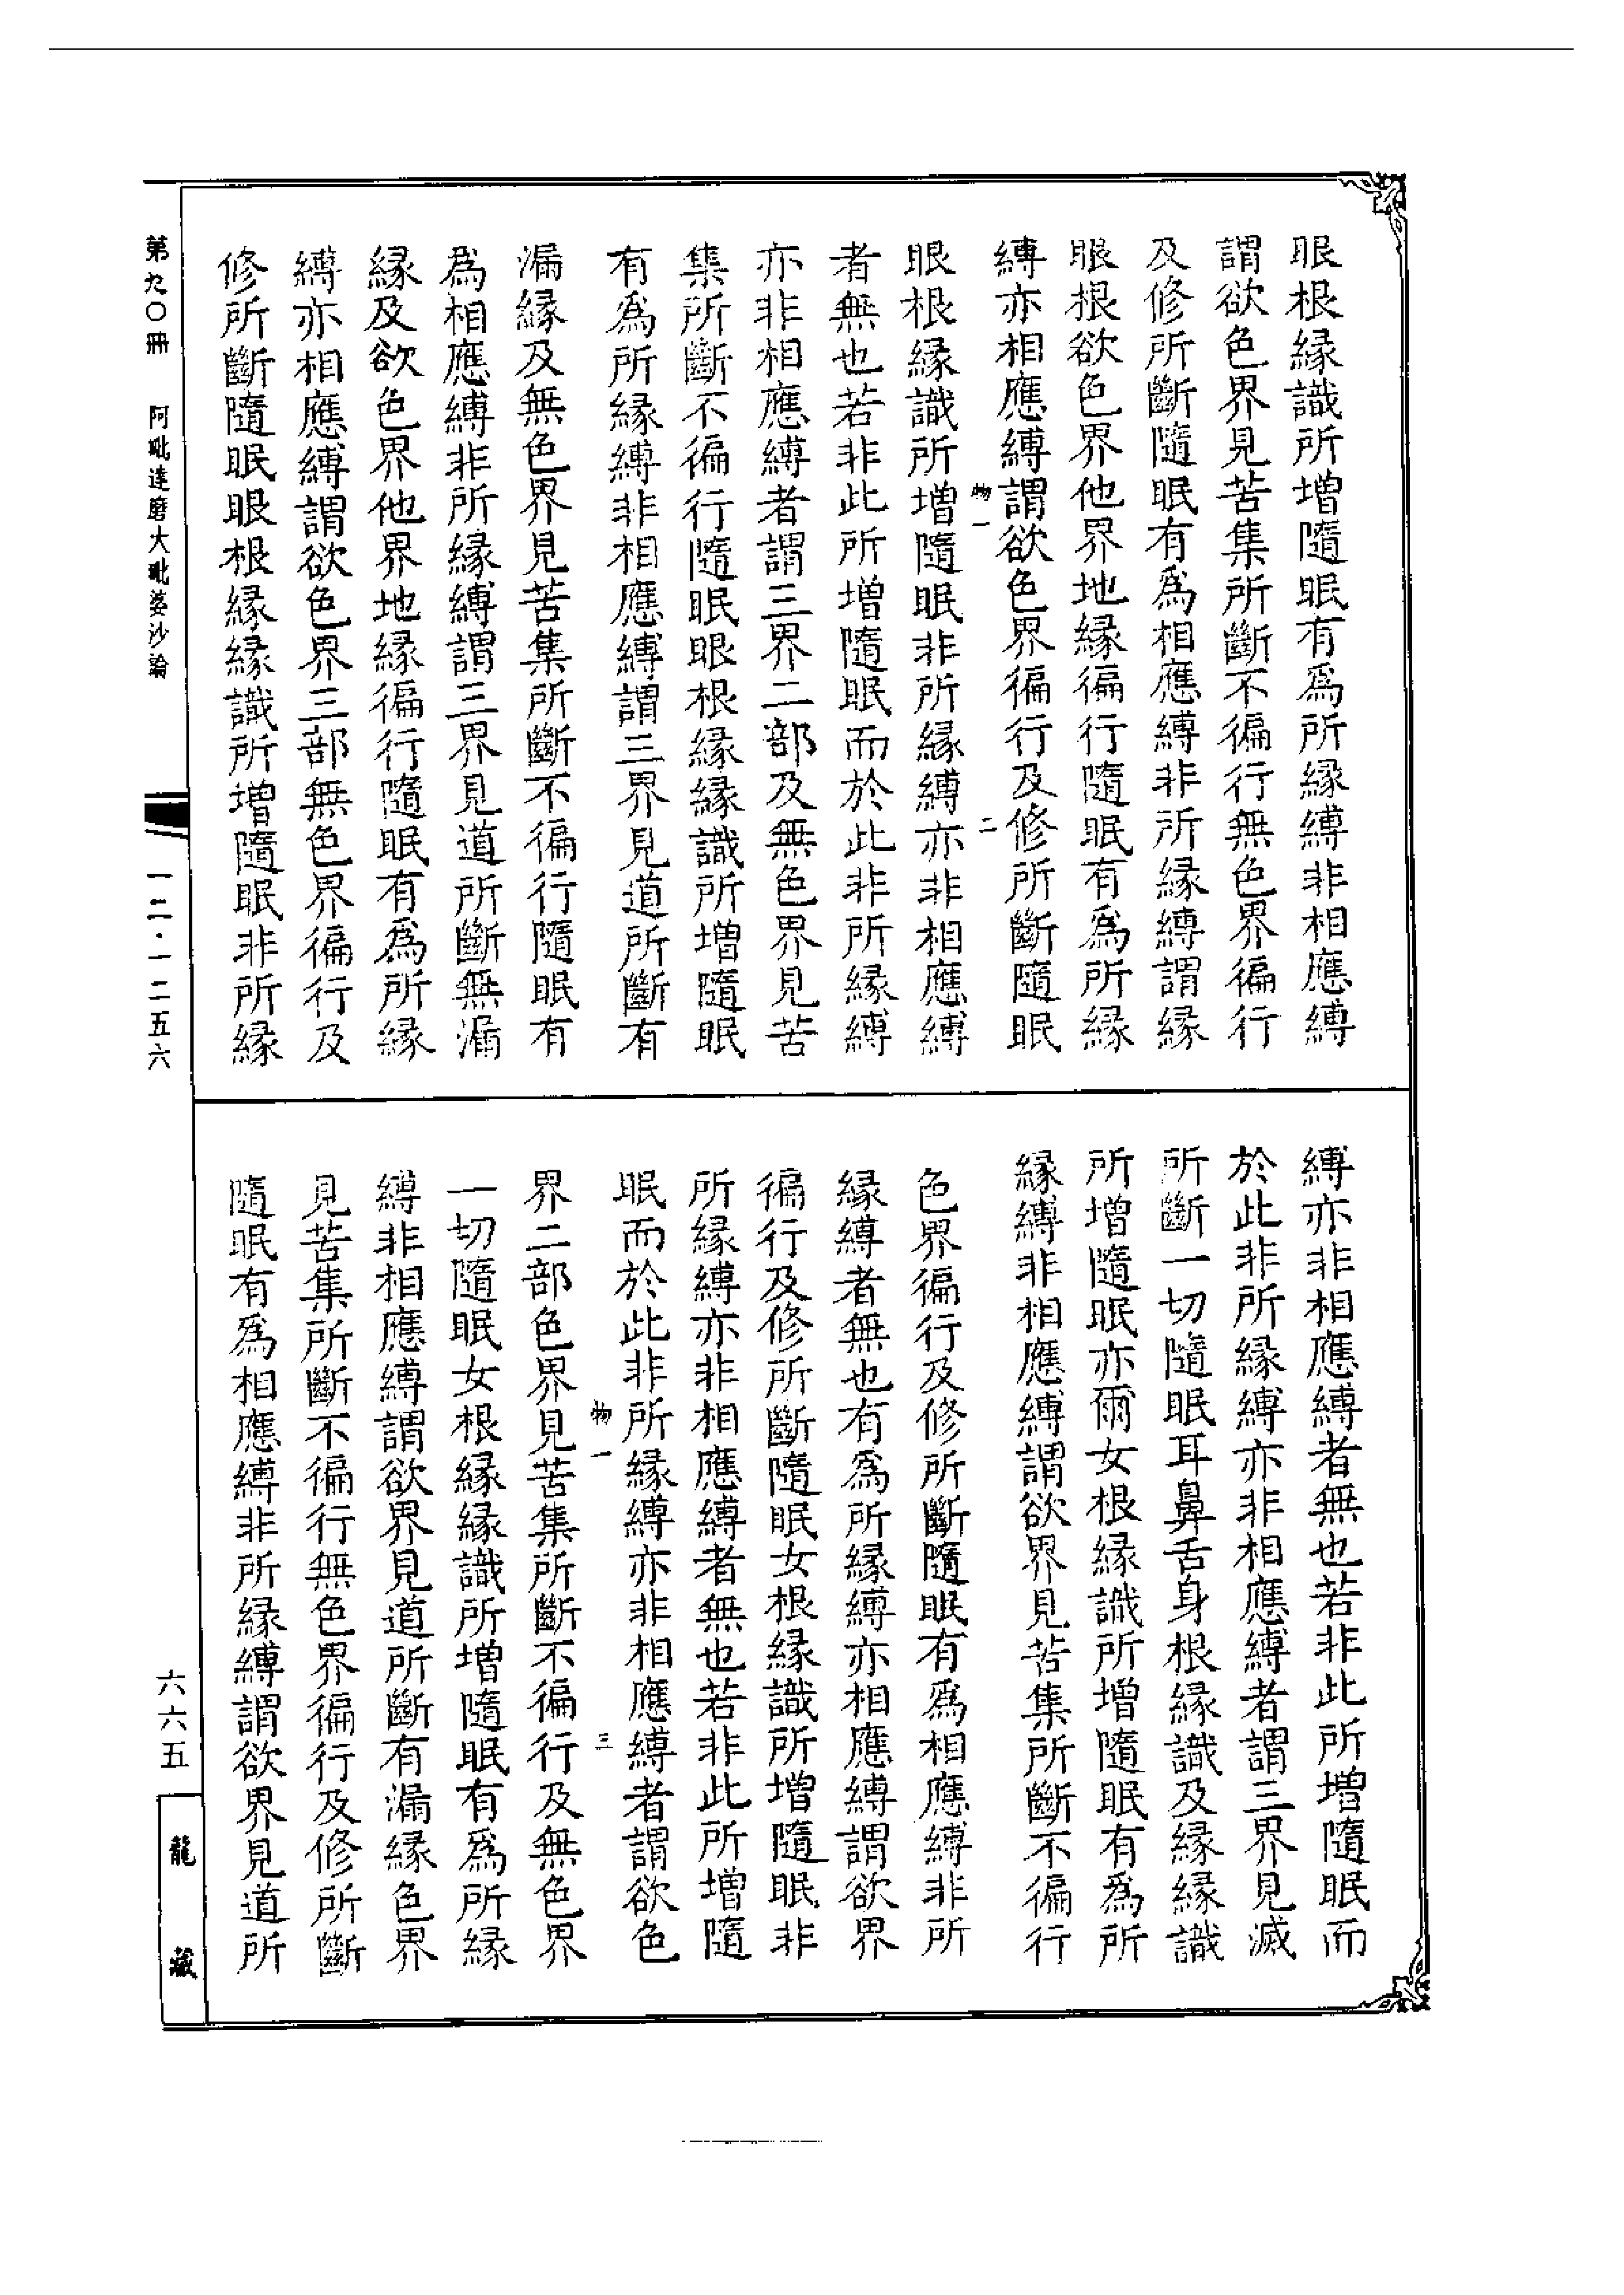 眼根緣識所增隨眠有爲所緣縛非相應縛
謂欲色界見苦集所斷不徧行無色界徧行
及修所斷隨眠有爲相應縛非所緣縛謂緣
眼根欲色界他界地緣徧行隨眠有爲所緣
縛亦相應縛謂欲色界徧行及修所斷隨眠
物一
二
眼根緣識所增隨眠非所緣縛亦非相應縛
者無也若非此所增隨眠而於此非所緣縛
亦非相應縛者謂三界二部及無色界見苦
集所斷不徧行隨眠眼根緣緣識所增隨眠
有爲所緣縛非相應縛謂三界見道所斷有
漏緣及無色界見苦集所斷不徧行隨眠有
爲相應縛非所緣縛謂三界見道所斷無漏
緣及欲色界他界地緣徧行隨眠有爲所緣
縛亦相應縛謂欲色界三部無色界徧行及
修所斷隨眠眼根緣緣識所增隨眠非所緣
縛亦非相應縛者無也若非此所增隨眠而
於此非所緣縛亦非相應縛者謂三界見滅
所斷一切隨眠耳鼻舌身根緣識及緣緣識
所增隨眠亦爾女根緣識所增隨眠有爲所
緣縛非相應縛謂欲界見苦集所斷不徧行
色界徧行及修所斷隨眠有爲相應縛非所
緣縛者無也有爲所緣縛亦相應縛謂欲界
徧行及修所斷隨眠女根緣識所增隨眠非
所緣縛亦非相應縛者無也若非此所增隨
眠而於此非所緣縛亦非相應縛者謂欲色
物一
三
界二部色界見苦集所斷不徧行及無色界
一切隨眠女根緣緣識所增隨眠有爲所緣
縛非相應縛謂欲界見道所斷有漏緣色界
見苦集所斷不徧行無色界徧行及修所斷
隨眠有爲相應縛非所緣縛謂欲界見道所
第九〇冊
阿毗達磨大毗婆沙論
一二·一二五六
六六五
龍藏